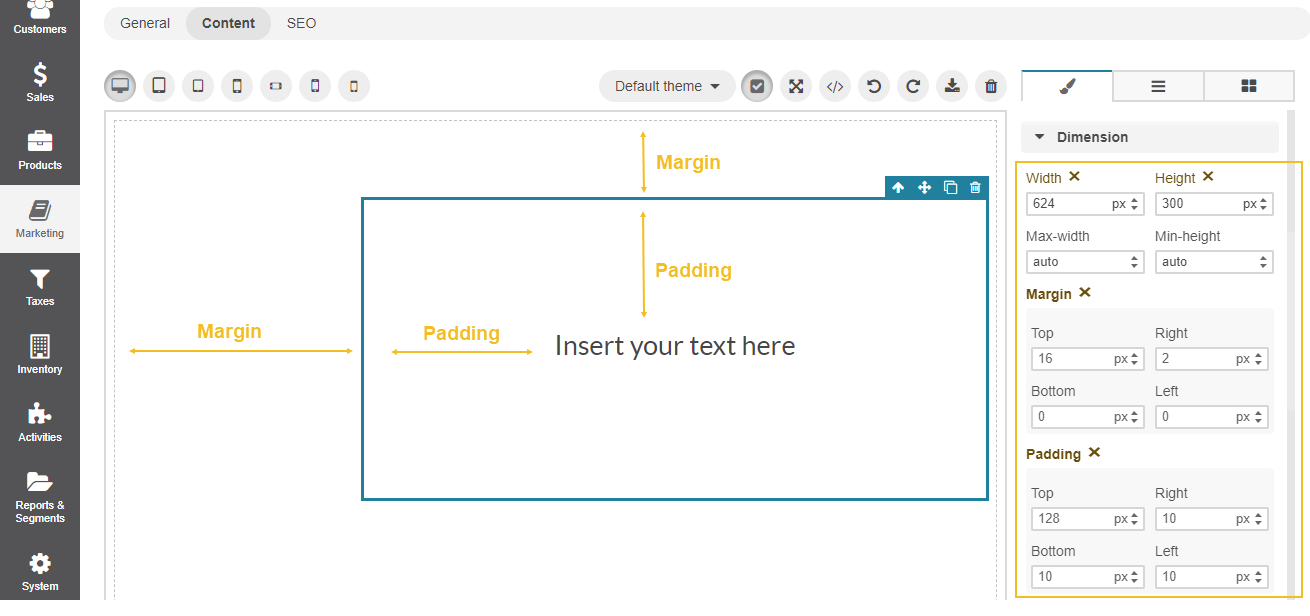 Customers
Sales
Products
Marketing
Taxes
Inventory
Activities
Reports &
Segments
System
General Content SEO
Default theme
Margin
Padding
Margin
Padding
Insert your text here
Dimension
Width Height
624 px 300 px
Max-width Min-height
auto auto
Margin
Top Right
16 px 2 px
Bottom Left
0 px 0 px
Padding
Top Right
128 px 10 px
Bottom Left
10 px 10 px